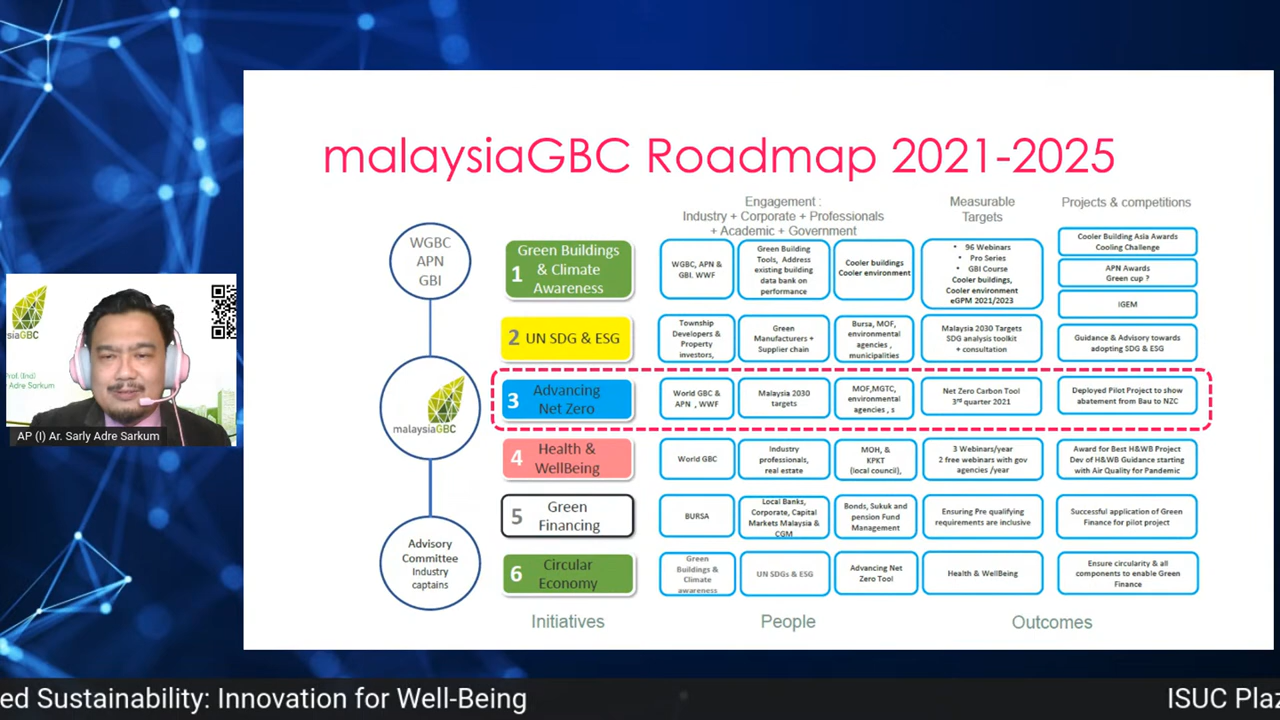 malaysiaGBC Roadmap 2021-2025
Engagement :
Industry + Corporate + Professionals
+ Academic + Government
Measurable
Targets
Projects & competitions
WGBC
APN
GBI
malaysiaGBC
Advisory
Committee
Industry
captains
1
Green Buildings
& Climate
Awareness
WGBC, APN &
GBI. WWF
Green Building
Tools, Address
existing building
data bank on
performance
Cooler buildings
Cooler environment
• 96 Webinars
• Pro Series
• GBI Course
Cooler buildings,
Cooler environment
eGPM 2021/2023
Cooler Building Asia Awards
Cooling Challenge
APN Awards
Green cup ?
IGEM
2 UN SDG & ESG
Township
Developers &
Property
investors,
Green
Manufacturers +
Supplier chain
Bursa, MOF,
environmental
agencies ,
municipalities
Malaysia 2030 Targets
SDG analysis toolkit
+ consultation
Guidance & Advisory towards
adopting SDG & ESG
3
Advancing
Net Zero
World GBC &
APN , WWF
Malaysia 2030
targets
MOF,MGTC,
environmental
agencies , s
Net Zero Carbon Tool
3rd quarter 2021
Deployed Pilot Project to show
abatement from Bau to NZC
4
Health &
WellBeing
World GBC
Industry
professionals,
real estate
MOH, &
KPKT
(local council),
3 Webinars/year
2 free webinars with gov
agencies /year
Award for Best H&WB Project
Dev of H&WB Guidance starting
with Air Quality for Pandemic
5
Green
Financing
BURSA
Local Banks,
Corporate, Capital
Markets Malaysia &
CGM
Bonds, Sukuk and
pension Fund
Management
Ensuring Pre qualifying
requirements are inclusive
Successful application of Green
Finance for pilot project
6
Circular
Economy
Green
Buildings &
Climate
awareness
UN SDGs & ESG
Advancing Net
Zero Tool
Health & WellBeing
Ensure circularity & all
components to enable Green
Finance
Initiatives
People
Outcomes
siaGBC
Adre Sarkum
AP (I) Ar. Sarly Adre Sarkum
ed Sustainability: Innovation for Well-Being
ISUC Plaz